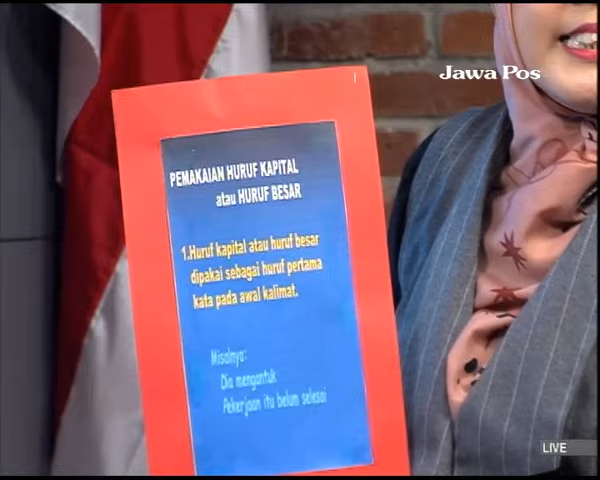 Jawa Pos
PEMAKAIAN HURUF KAPITAL
atau HURUF BESAR
1.Huruf kapital atau huruf besar
dipakai sebagai huruf pertama
kata pada awal kalimat.
Misalnya:
Dia mengantuk
Pekerjaan itu belum selesai
LIVE